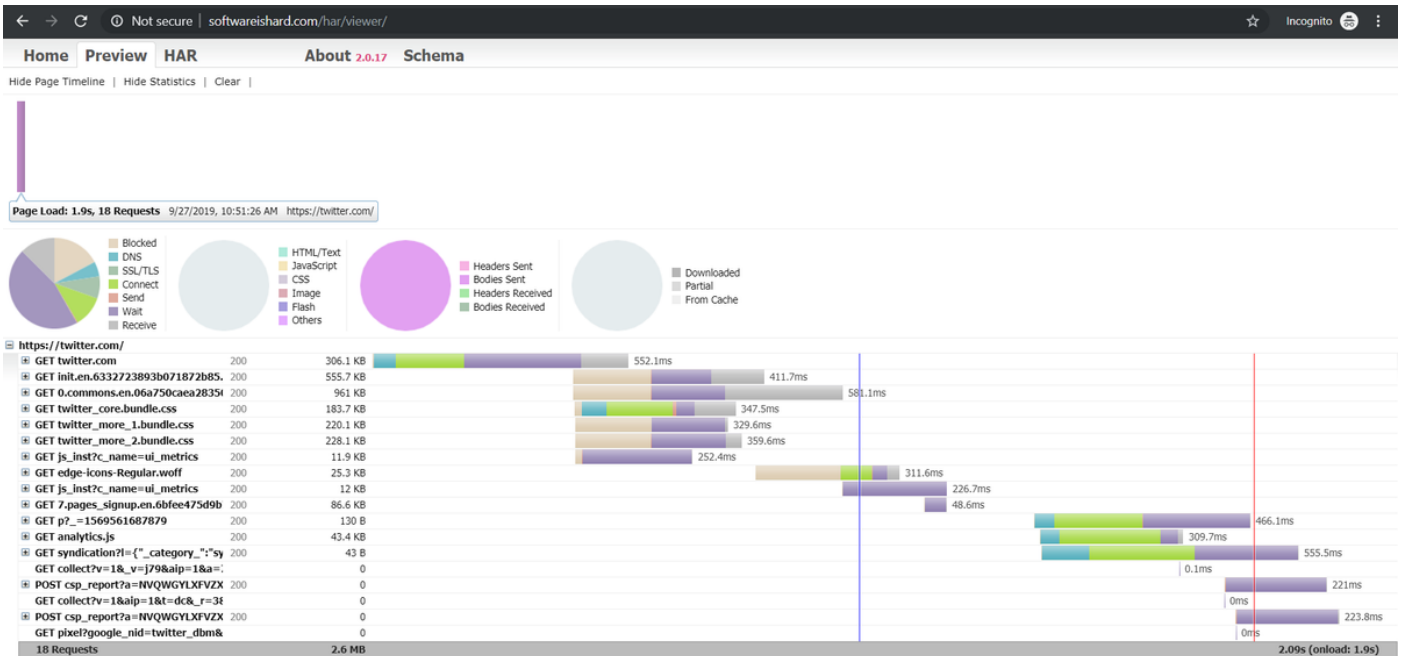 Not secure | softwareishard.com/har/viewer/ Incognito
Home Preview HAR About 2.0.17 Schema
Hide Page Timeline | Hide Statistics | Clear |
Page Load: 1.9s, 18 Requests 9/27/2019, 10:51:26 AM https://twitter.com/
Blocked
DNS
SSL/TLS
Connect
Send
Wait
Receive
HTML/Text
JavaScript
CSS
Image
Flash
Others
Headers Sent
Bodies Sent
Headers Received
Bodies Received
Downloaded
Partial
From Cache
https://twitter.com/
GET twitter.com 200 306.1 KB 552.1ms
GET init.en.6332723893b071872b85. 200 555.7 KB 411.7ms
GET 0.commons.en.06a750caea2835 200 961 KB 581.1ms
GET twitter_core.bundle.css 200 183.7 KB 347.5ms
GET twitter_more_1.bundle.css 200 220.1 KB 329.6ms
GET twitter_more_2.bundle.css 200 228.1 KB 359.6ms
GET js_inst?c_name=ui_metrics 200 11.9 KB 252.4ms
GET edge-icons-Regular.woff 200 25.3 KB 311.6ms
GET js_inst?c_name=ui_metrics 200 12 KB 226.7ms
GET 7.pages_signup.en.6bfee475d9b 200 86.6 KB 48.6ms
GET p?_=1569561687879 200 130 B 466.1ms
GET analytics.js 200 43.4 KB 309.7ms
GET syndication?l={"_category_":"sy 200 43 B 555.5ms
GET collect?v=1&_v=j79&aip=1&a= 0 0.1ms
POST csp_report?a=NVQWGYLXFVZX 200 0 221ms
GET collect?v=1&aip=1&t=dc&_r=3 0 0ms
POST csp_report?a=NVQWGYLXFVZX 200 0 223.8ms
GET pixel?google_nid=twitter_dbm& 0 0ms
18 Requests 2.6 MB 2.09s (onload: 1.9s)